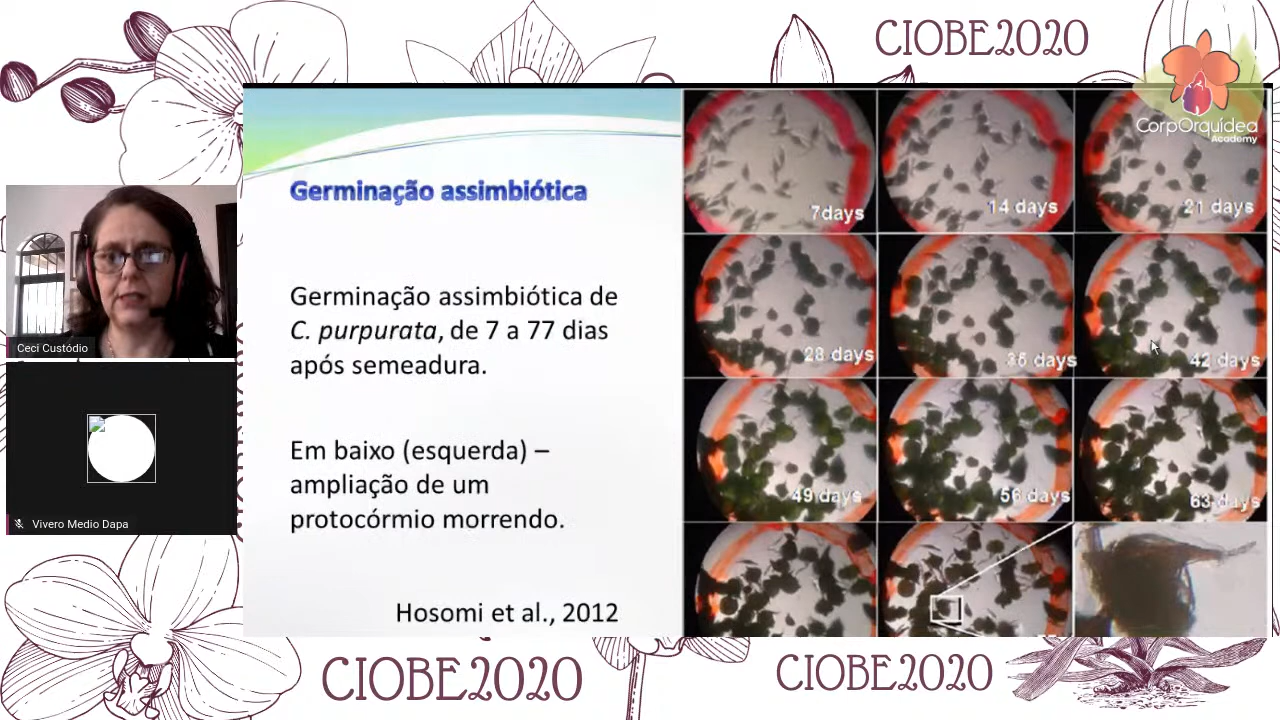 CIOBE2020
CorpOrquídea
Academy
Germinação assimbiótica
Germinação assimbiótica de
C. purpurata, de 7 a 77 dias
após semeadura.
Em baixo (esquerda) –
ampliação de um
protocórmio morrendo.
Hosomi et al., 2012
7days
14 days
21 days
28 days
35 days
42 days
49 days
56 days
63 days
Ceci Custódio
Vivero Medio Dapa
CIOBE2020
CIOBE2020